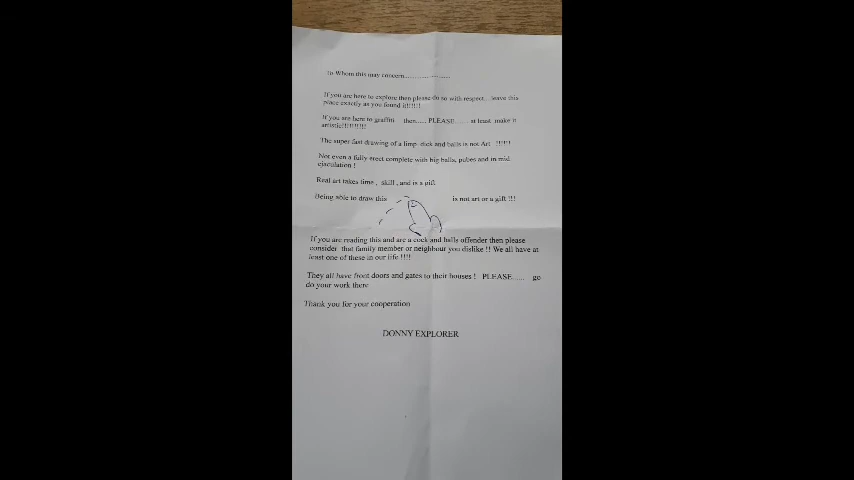 To Whom this may concern.....................
If you are here to explore then please do so with respect... leave this
place exactly as you found it!!!!!!
If you are here to graffiti then..... PLEASE....... at least make it
artistic!!!!!!!!!!
The super fast drawing of a limp dick and balls is not Art !!!!!!
Not even a fully erect complete with big balls, pubes and in mid
ejaculation !
Real art takes time , skill , and is a gift
Being able to draw this is not art or a gift !!!
If you are reading this and are a cock and balls offender then please
consider that family member or neighbour you dislike !! We all have at
least one of these in our life !!!!
They all have front doors and gates to their houses ! PLEASE...... go
do your work there
Thank you for your cooperation
DONNY EXPLORER